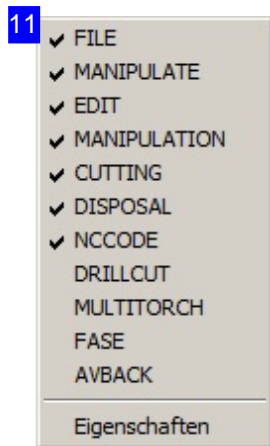 11
FILE
MANIPULATE
EDIT
MANIPULATION
CUTTING
DISPOSAL
NCCODE
DRILLCUT
MULTITORCH
FASE
AVBACK
Eigenschaften